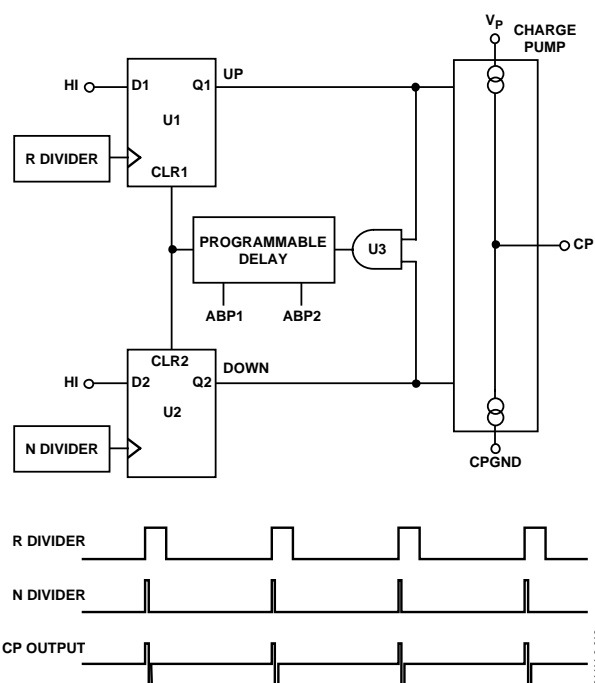 V_P
CHARGE
PUMP
HI
D1
Q1
UP
U1
R DIVIDER
CLR1
PROGRAMMABLE
DELAY
U3
CP
ABP1
ABP2
CLR2
DOWN
HI
D2
Q2
U2
N DIVIDER
CPGND
R DIVIDER
N DIVIDER
CP OUTPUT